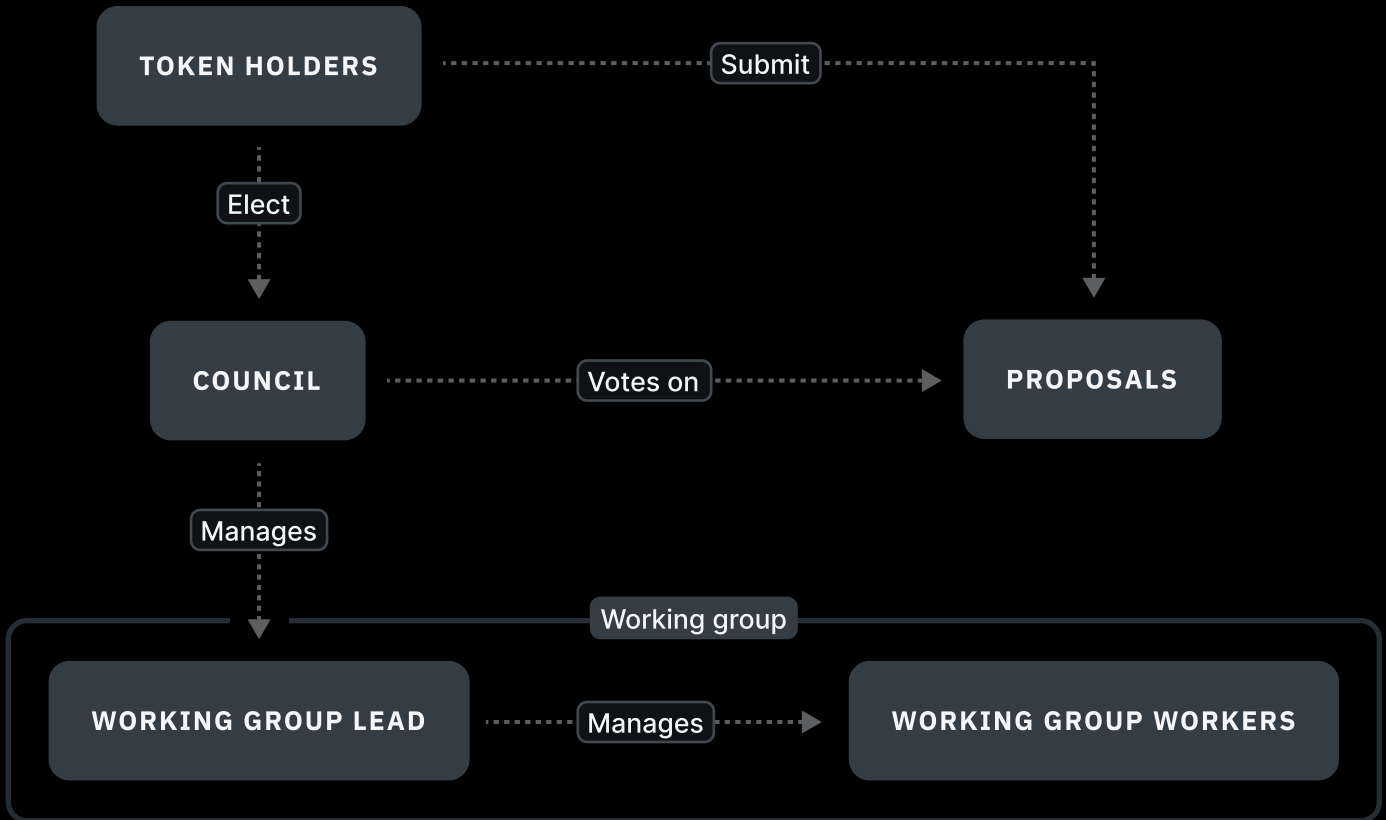 TOKEN HOLDERS
Submit
Elect
COUNCIL
Votes on
PROPOSALS
Manages
Working group
WORKING GROUP LEAD
Manages
WORKING GROUP WORKERS